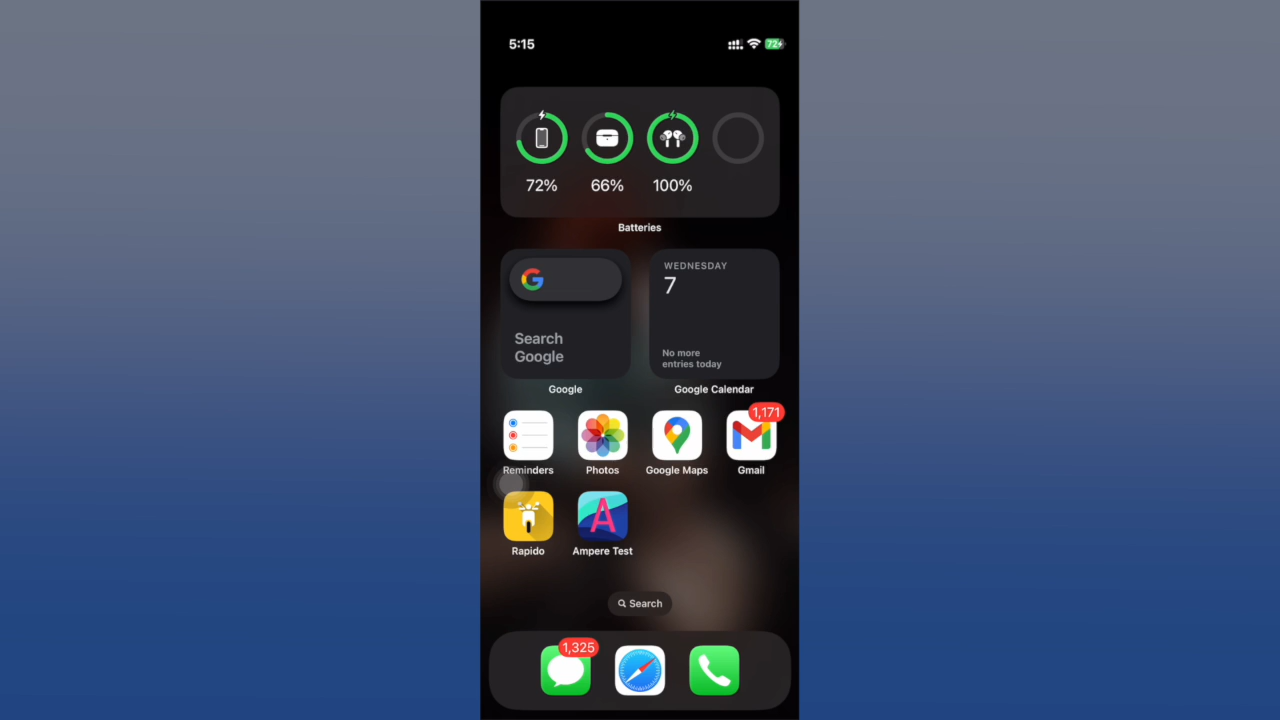 5:15
72
72%
66%
100%
Batteries
Search
Google
Google
WEDNESDAY
7
No more
entries today
Google Calendar
1,171
Reminders
Photos
Google Maps
Gmail
Rapido
Ampere Test
Search
1,325